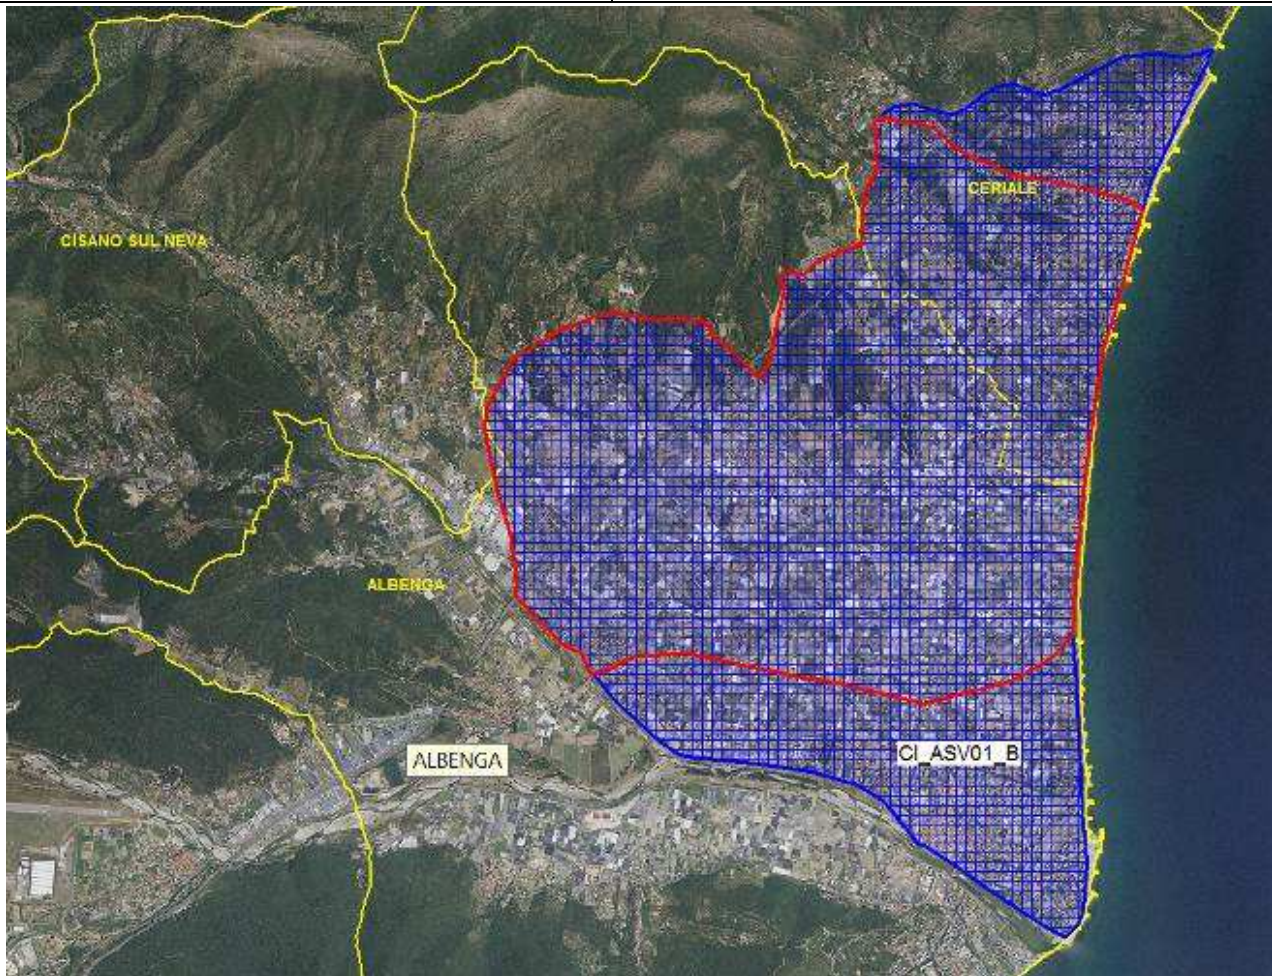 CERIALE
CISANO SUL NEVA
ALBENGA
ALBENGA
CI_ASV01_B